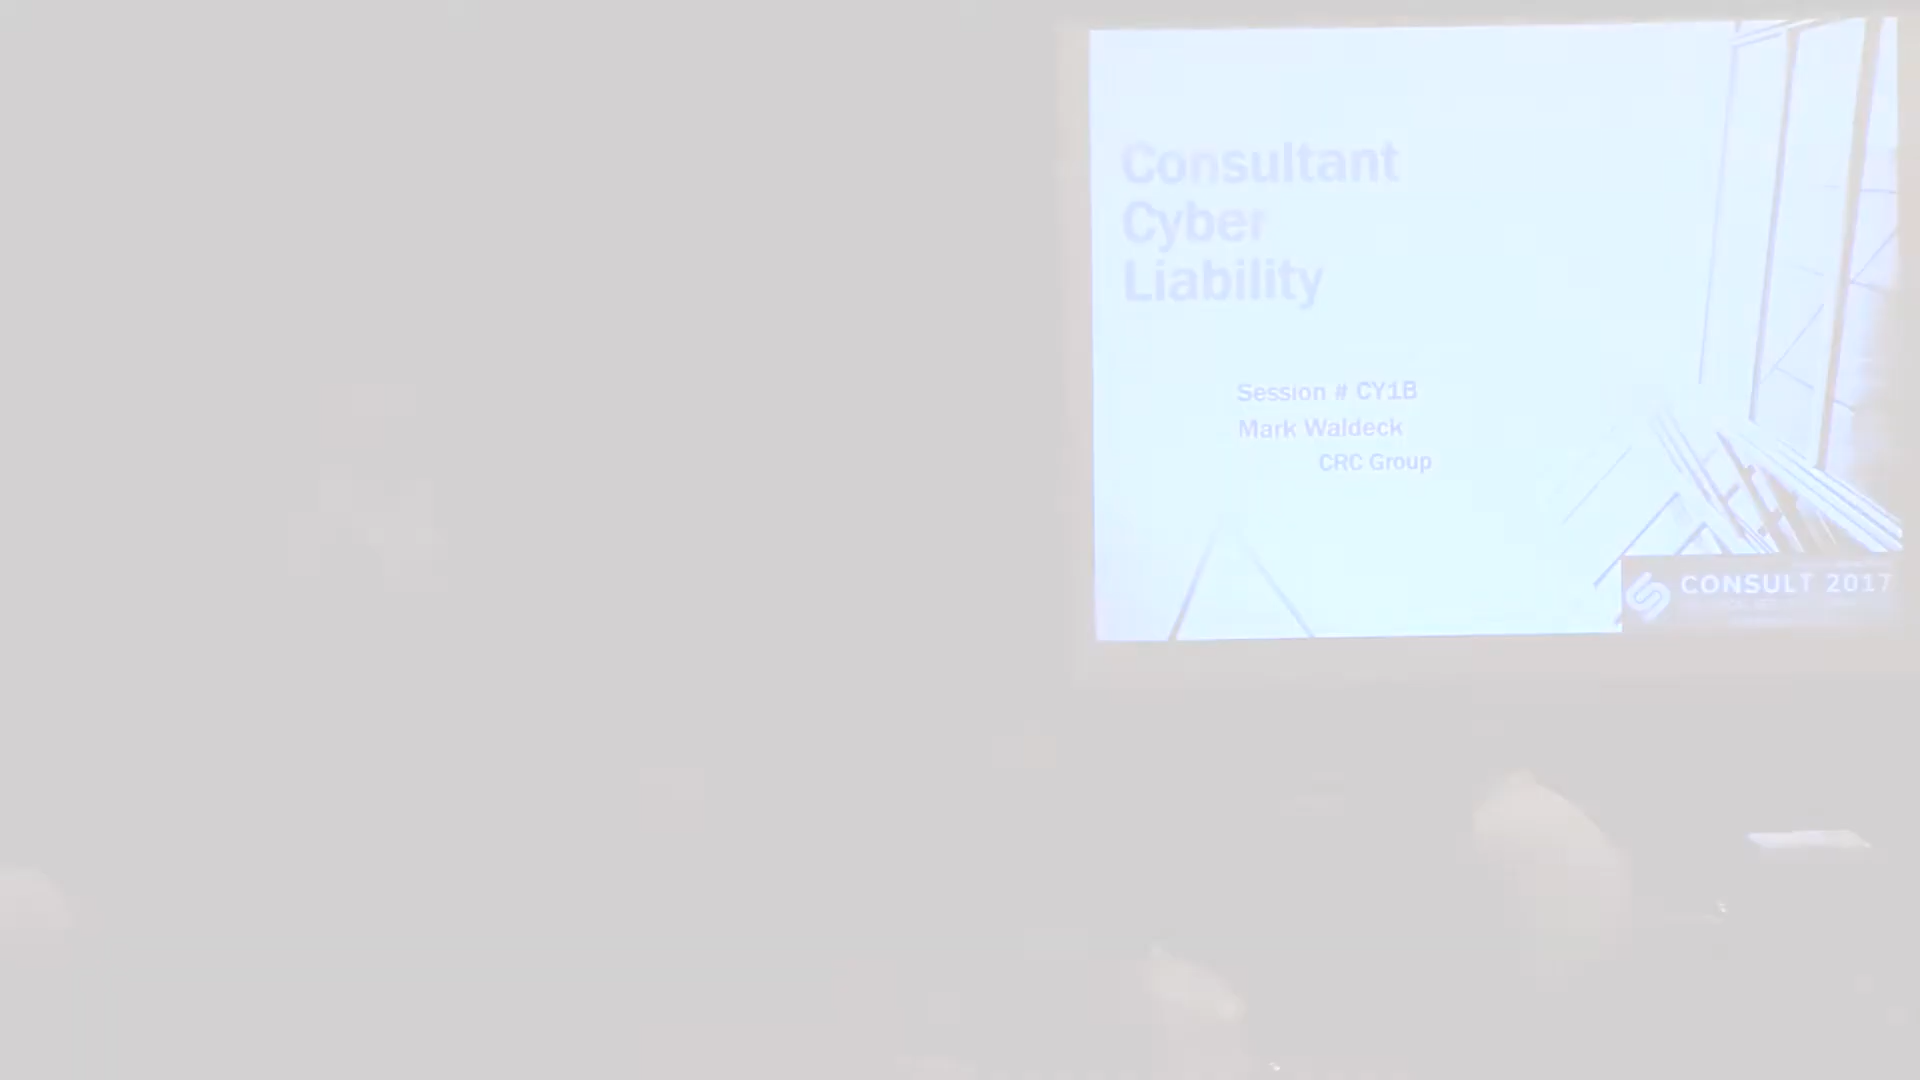 Consultant
Cyber
Liability
Session # CY1B
Mark Waldeck
CRC Group
CONSULT 2017